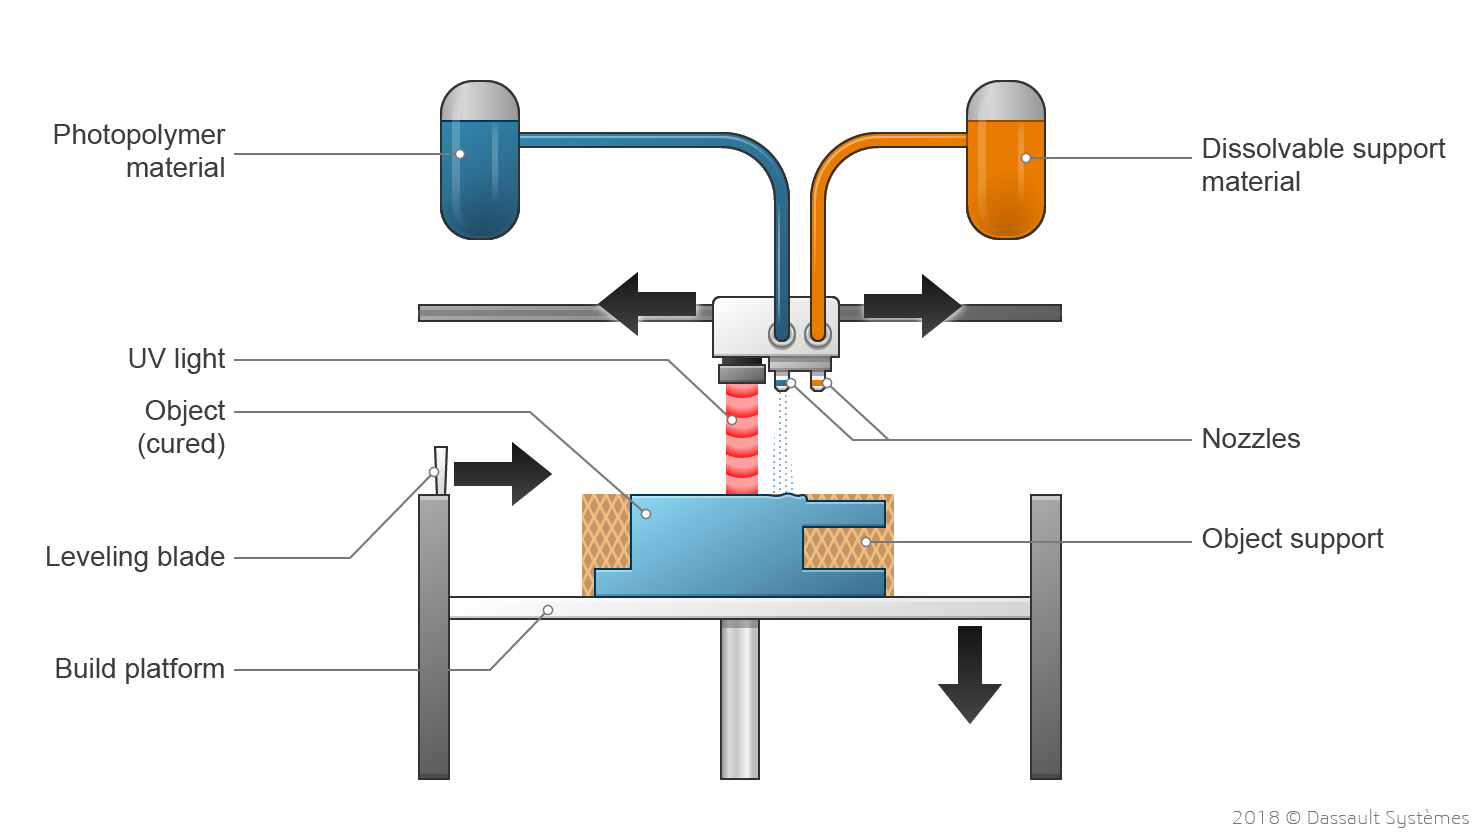 Photopolymer
material
Dissolvable support
material
UV light
Object
(cured)
Nozzles
Leveling blade
Object support
Build platform
2018 © Dassault Systèmes